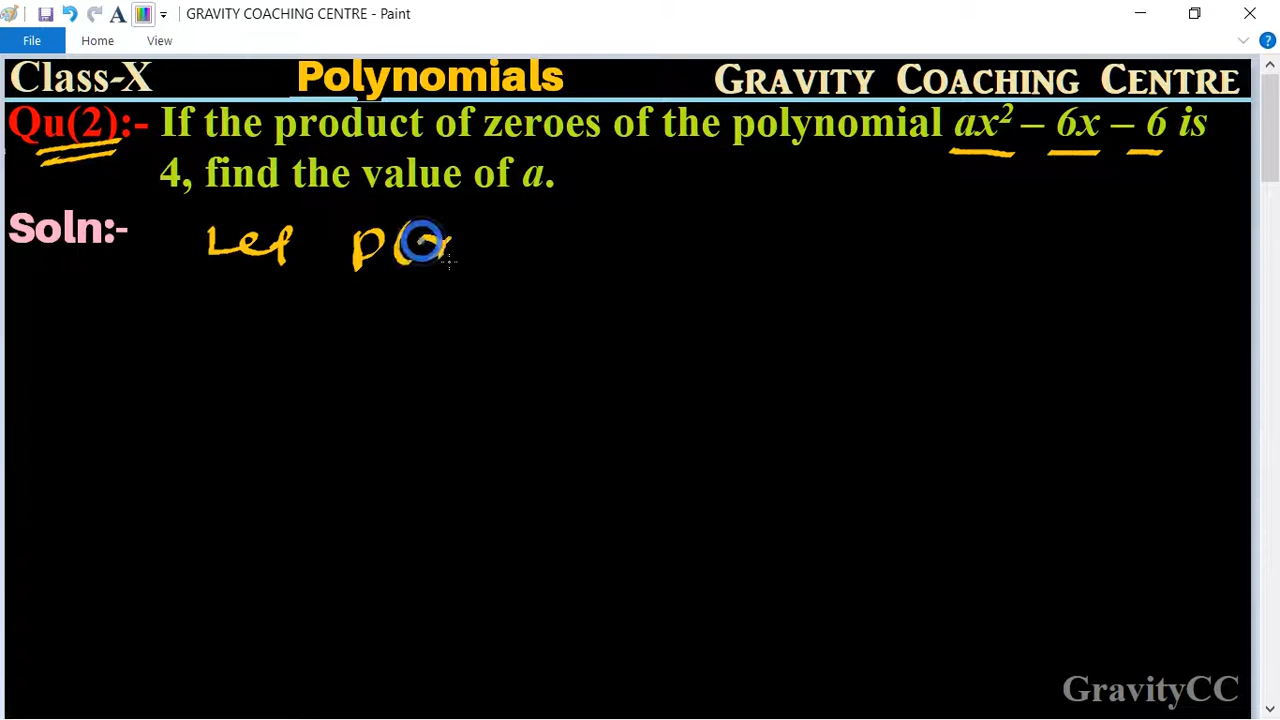 GRAVITY COACHING CENTRE - Paint
File Home View
Class-X Polynomials GRAVITY COACHING CENTRE
Qu(2):- If the product of zeroes of the polynomial ax² – 6x – 6 is
4, find the value of a.
Soln:- Let p(x
GravityCC